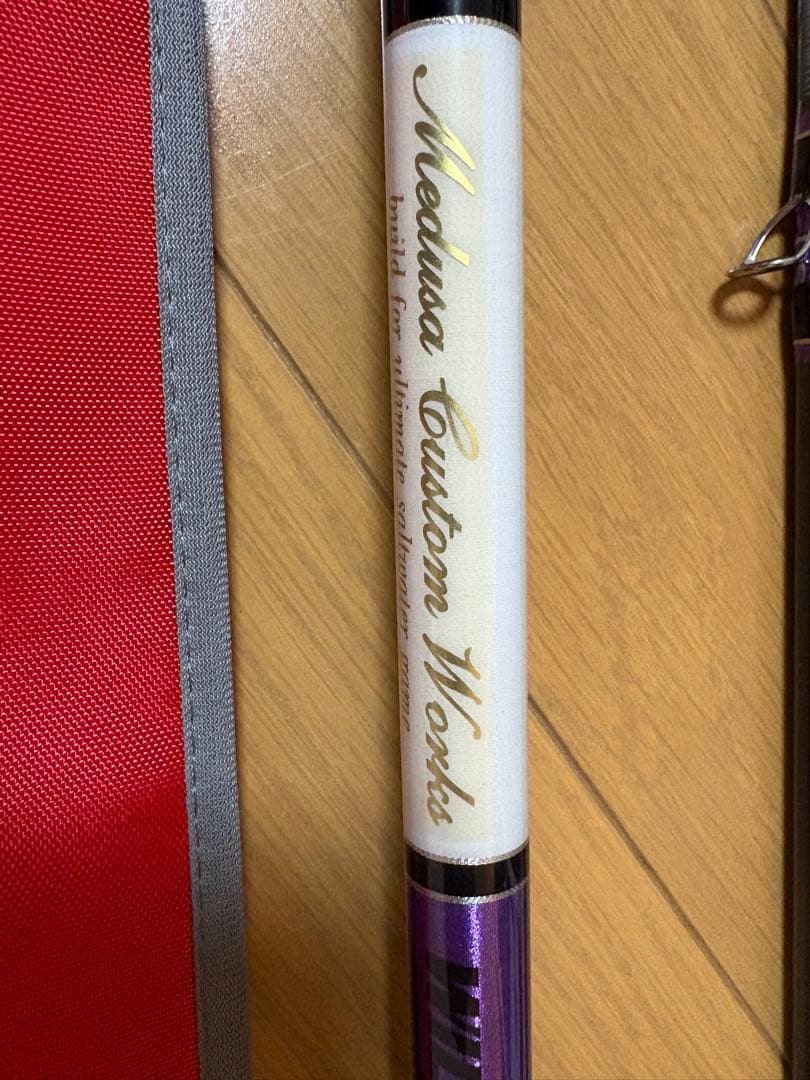 Medusa Custom Works
build for ultimate saltwater game